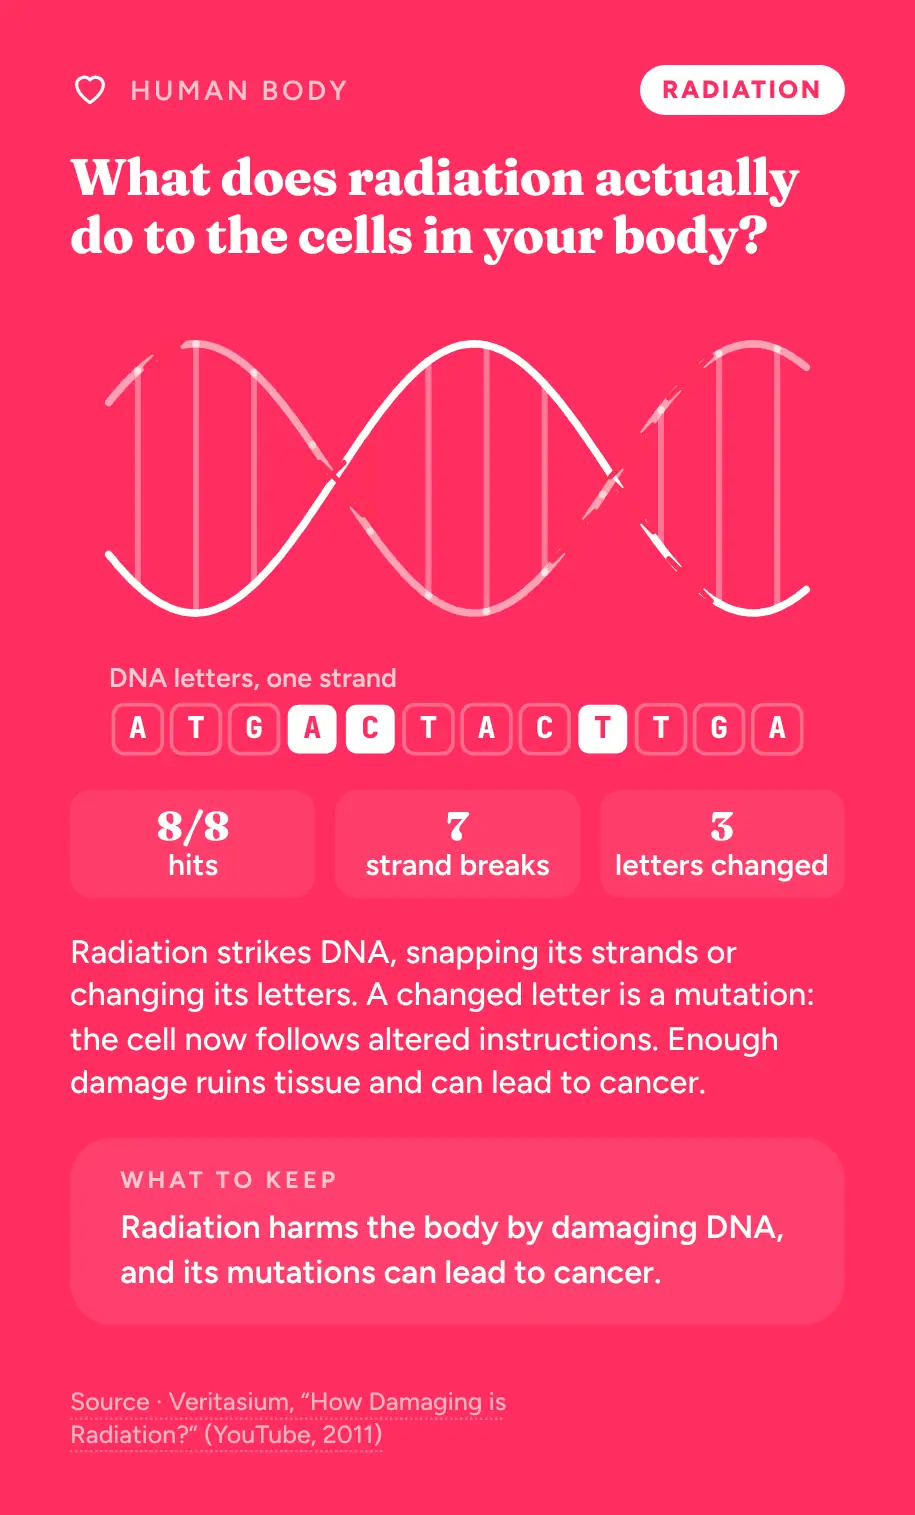 HUMAN BODY
RADIATION
What does radiation actually
do to the cells in your body?
DNA letters, one strand
A T G A C T A C T T G A
8/8
hits
7
strand breaks
3
letters changed
Radiation strikes DNA, snapping its strands or
changing its letters. A changed letter is a mutation:
the cell now follows altered instructions. Enough
damage ruins tissue and can lead to cancer.
WHAT TO KEEP
Radiation harms the body by damaging DNA,
and its mutations can lead to cancer.
Source · Veritasium, “How Damaging is
Radiation?” (YouTube, 2011)